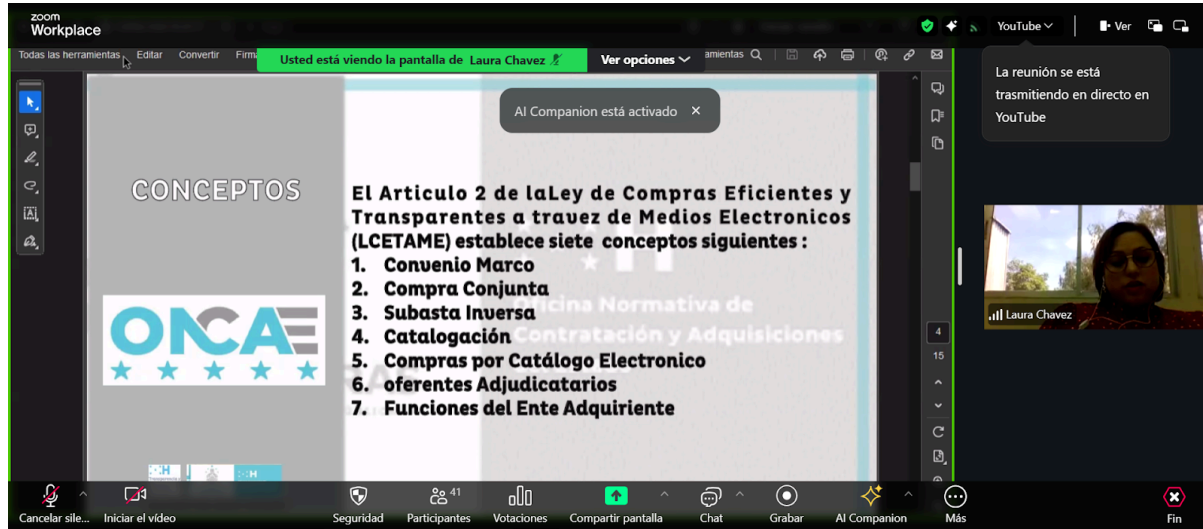 zoom
Workplace
YouTube
Ver
Todas las herramientas
Editar
Convertir
Firm
Usted está viendo la pantalla de Laura Chavez
Ver opciones
amientas
La reunión se está
trasmitiendo en directo en
YouTube
AI Companion está activado
CONCEPTOS
El Articulo 2 de laLey de Compras Eficientes y
Transparentes a travez de Medios Electronicos
(LCETAME) establece siete conceptos siguientes :
1. Convenio Marco
2. Compra Conjunta
3. Subasta Inversa
4. Catalogación
5. Compras por Catálogo Electronico
6. oferentes Adjudicatarios
7. Funciones del Ente Adquiriente
Oficina Normativa de
Contratación y Adquisiciones
ONCAE
Laura Chavez
4
15
Cancelar sile...
Iniciar el vídeo
Seguridad
Participantes
41
Votaciones
Compartir pantalla
Chat
Grabar
AI Companion
Más
Fin